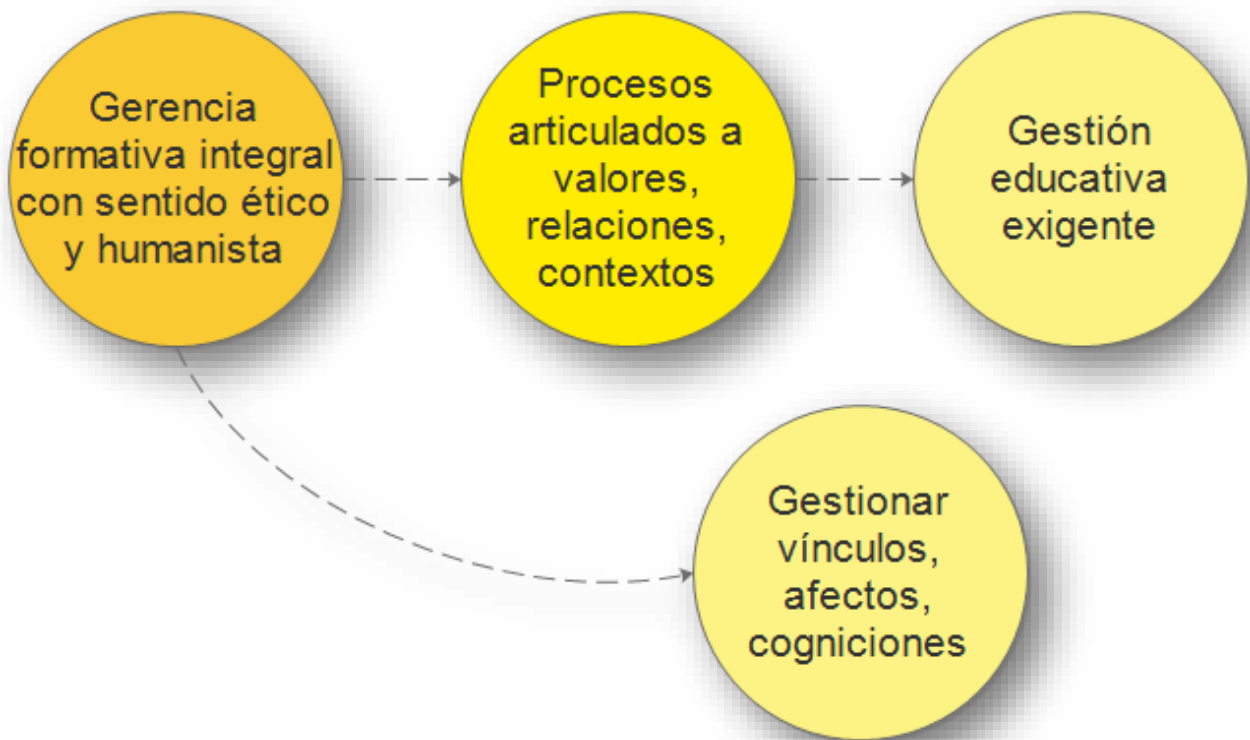 Gerencia
formativa integral
con sentido ético
y humanista
Procesos
articulados a
valores,
relaciones,
contextos
Gestión
educativa
exigente
Gestionar
vínculos,
afectos,
cogniciones